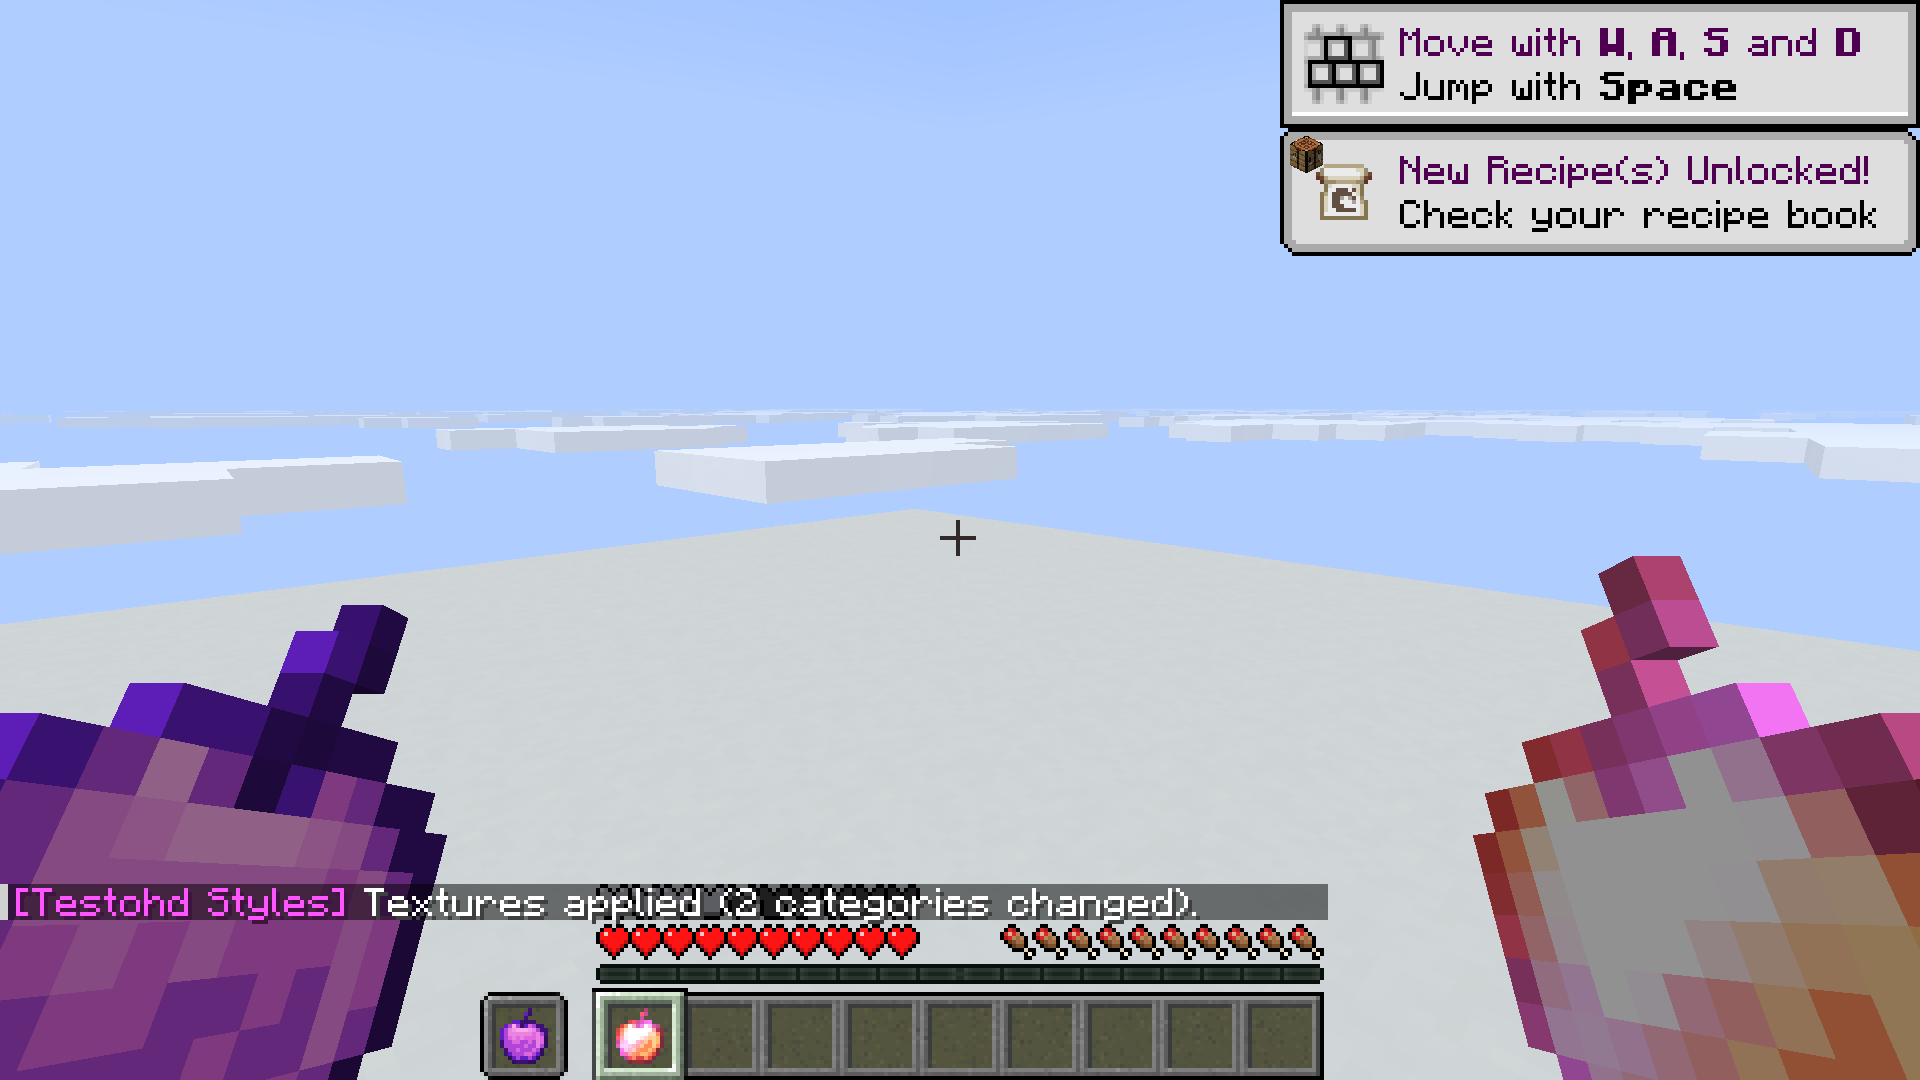 Move with W, A, S and D
Jump with Space
New Recipe(s) Unlocked!
Check your recipe book
[Testohd Styles] Textures applied (2 categories changed).